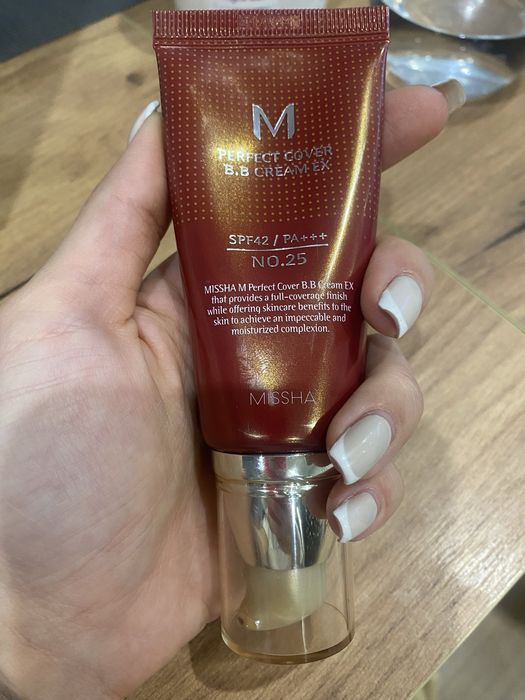 M
PERFECT COVER
B.B CREAM EX
SPF42 / PA+++
NO.25
MISSHA M Perfect Cover B.B Cream EX
that provides a full-coverage finish
while offering skincare benefits to the
skin to achieve an impeccable and
moisturized complexion.
MISSHA